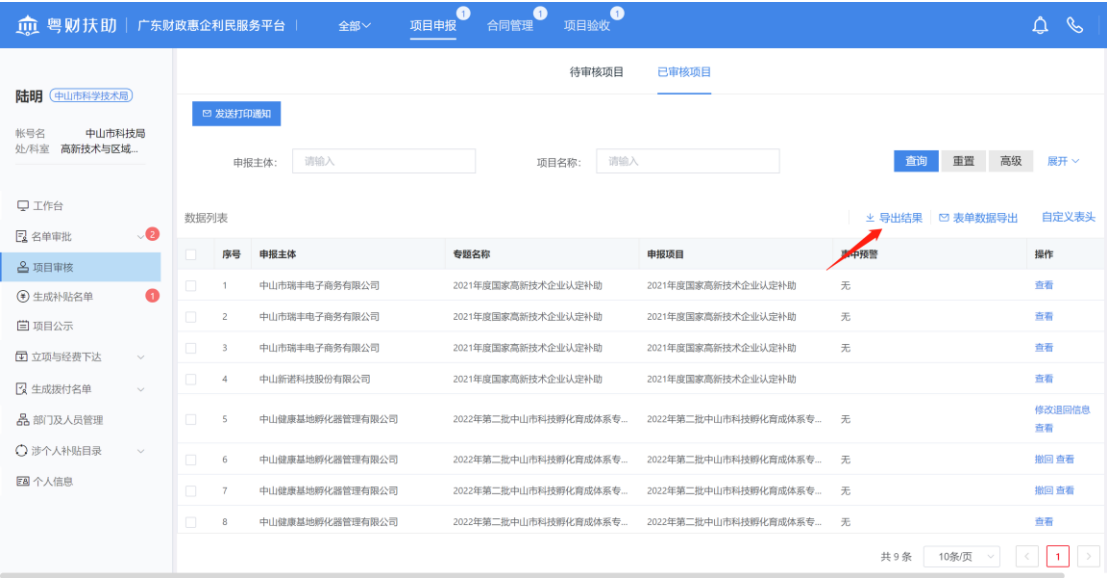 粤财扶助 广东财政惠企利民服务平台 全部 项目申报 1 合同管理 1 项目验收 1
待审核项目 已审核项目
陆明 中山市科学技术局
帐号名 中山市科技局
处/科室 高新技术与区域...
发送打印通知
申报主体: 请输入 项目名称: 请输入 查询 重置 高级 展开
工作台
名单审批 2
项目审核
生成补贴名单 1
项目公示
立项与经费下达
生成拨付名单
部门及人员管理
涉个人补贴目录
个人信息
数据列表 导出结果 表单数据导出 自定义表头
序号 申报主体 专题名称 申报项目 事中预警 操作
1 中山市瑞丰电子商务有限公司 2021年度国家高新技术企业认定补助 2021年度国家高新技术企业认定补助 无 查看
2 中山市瑞丰电子商务有限公司 2021年度国家高新技术企业认定补助 2021年度国家高新技术企业认定补助 无 查看
3 中山市瑞丰电子商务有限公司 2021年度国家高新技术企业认定补助 2021年度国家高新技术企业认定补助 无 查看
4 中山新诺科技股份有限公司 2021年度国家高新技术企业认定补助 2021年度国家高新技术企业认定补助 查看
5 中山健康基地孵化器管理有限公司 2022年第二批中山市科技孵化育成体系专... 2022年第二批中山市科技孵化育成体系专... 无 修改退回信息
查看
6 中山健康基地孵化器管理有限公司 2022年第二批中山市科技孵化育成体系专... 2022年第二批中山市科技孵化育成体系专... 无 撤回 查看
7 中山健康基地孵化器管理有限公司 2022年第二批中山市科技孵化育成体系专... 2022年第二批中山市科技孵化育成体系专... 无 撤回 查看
8 中山健康基地孵化器管理有限公司 2022年第二批中山市科技孵化育成体系专... 2022年第二批中山市科技孵化育成体系专... 无 查看
共 9 条 10条/页 < 1 >